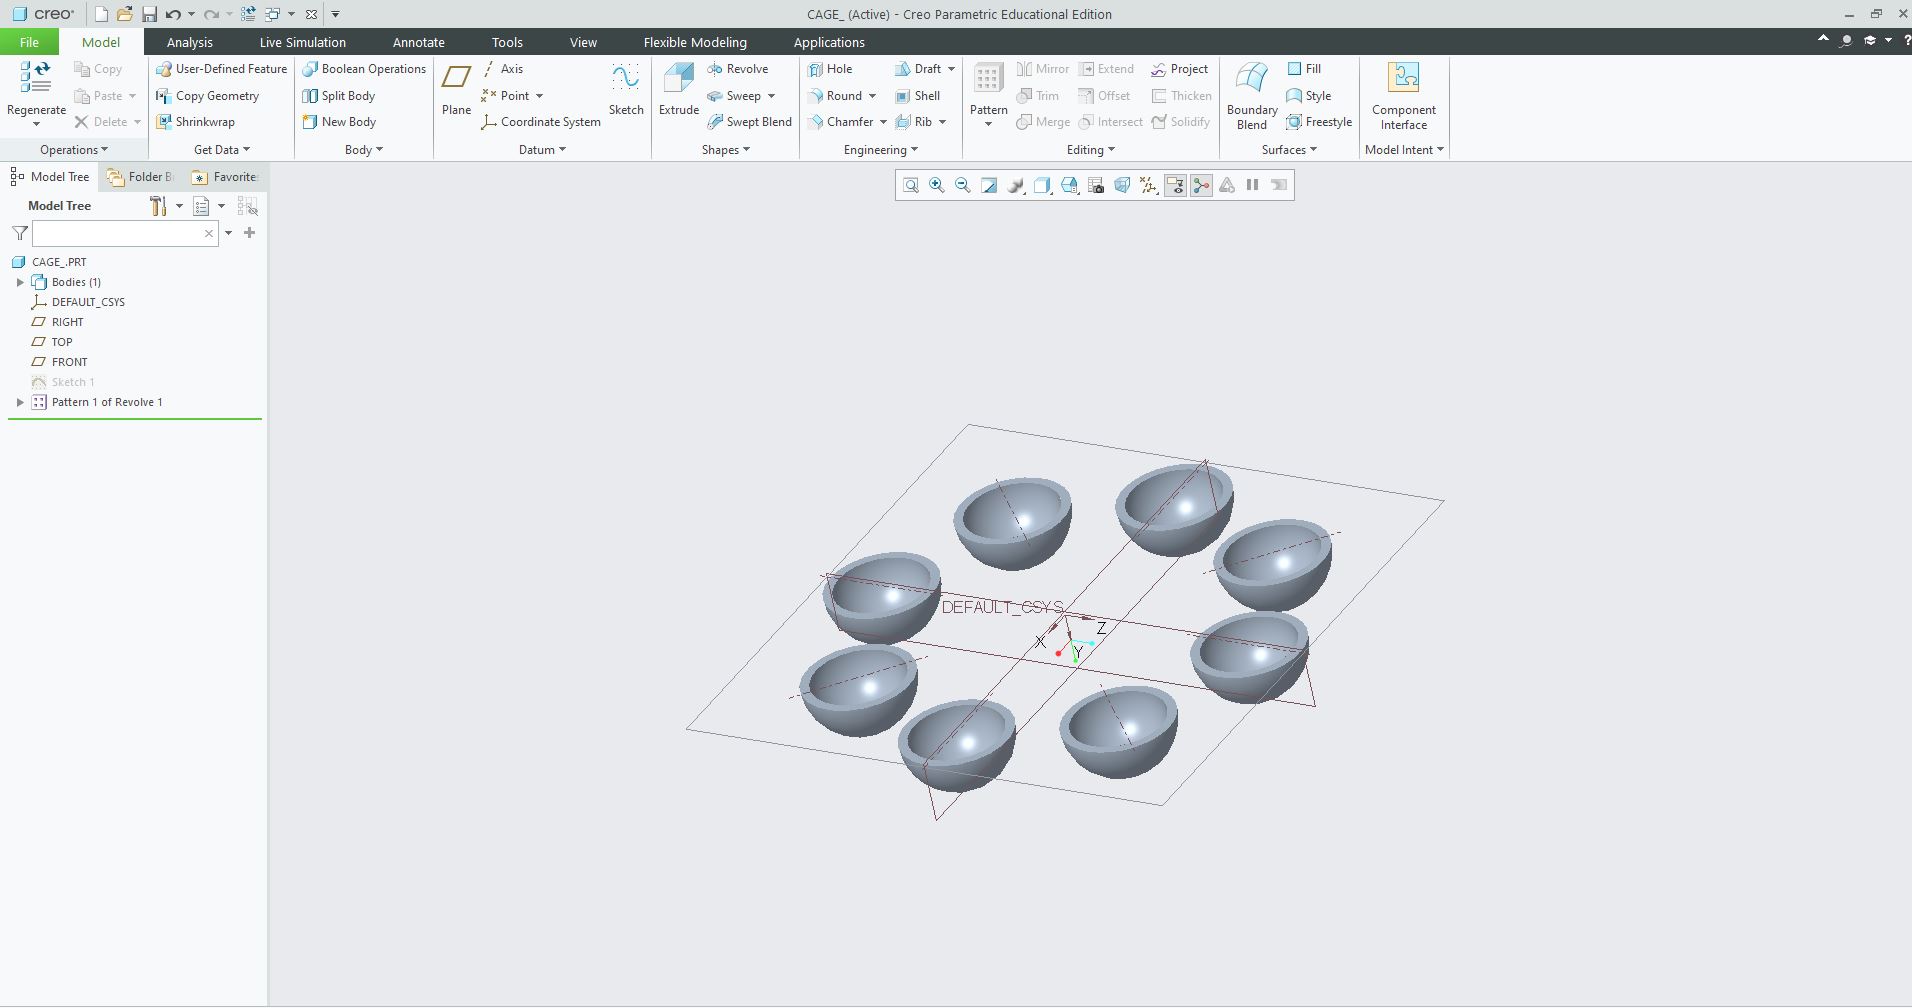 creo
CAGE_ (Active) - Creo Parametric Educational Edition
File Model Analysis Live Simulation Annotate Tools View Flexible Modeling Applications
Regenerate
Copy
Paste
Delete
Operations
User-Defined Feature
Copy Geometry
Shrinkwrap
Get Data
Boolean Operations
Split Body
New Body
Body
Plane
Axis
Point
Coordinate System
Sketch
Datum
Extrude
Revolve
Sweep
Swept Blend
Shapes
Hole
Round
Chamfer
Draft
Shell
Rib
Engineering
Pattern
Mirror
Trim
Merge
Extend
Offset
Intersect
Project
Thicken
Solidify
Editing
Boundary
Blend
Fill
Style
Freestyle
Surfaces
Component
Interface
Model Intent
Model Tree Folder B Favorite
Model Tree
CAGE_.PRT
Bodies (1)
DEFAULT_CSYS
RIGHT
TOP
FRONT
Sketch 1
Pattern 1 of Revolve 1
DEFAULT_CSYS
X
Y
Z